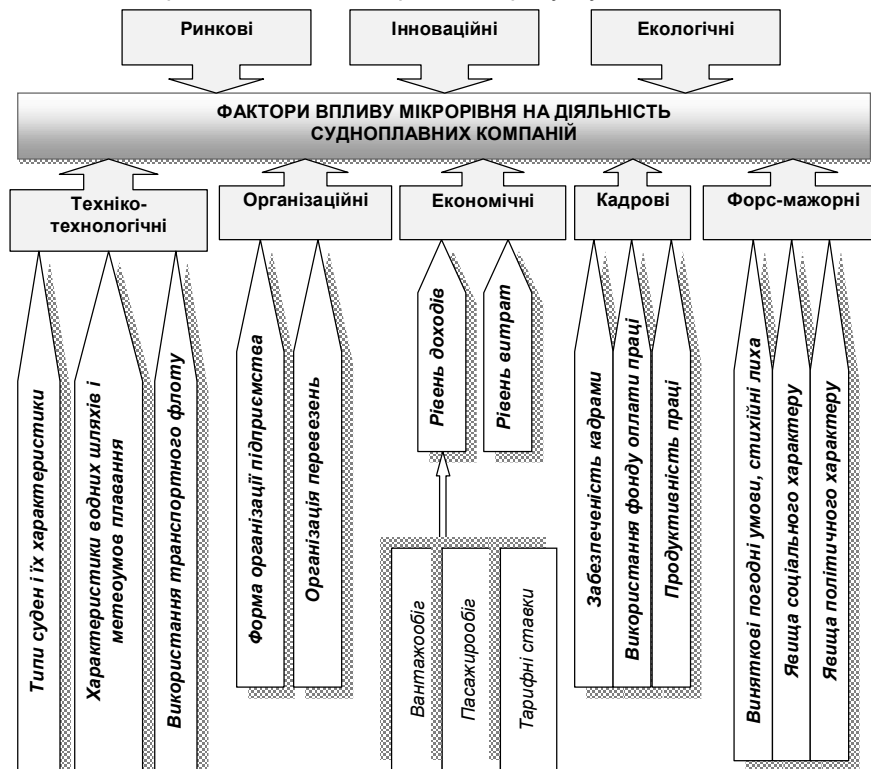 Ринкові
Інноваційні
Екологічні
ФАКТОРИ ВПЛИВУ МІКРОРІВНЯ НА ДІЯЛЬНІСТЬ
СУДНОПЛАВНИХ КОМПАНІЙ
Техніко-
технологічні
Організаційні
Економічні
Кадрові
Форс-мажорні
Типи суден і їх характеристики
Характеристики водних шляхів і
метеоумов плавання
Використання транспортного флоту
Форма організації підприємства
Організація перевезень
Рівень доходів
Рівень витрат
Вантажообіг
Пасажирообіг
Тарифні ставки
Забезпеченість кадрами
Використання фонду оплати праці
Продуктивність праці
Виняткові погодні умови, стихійні лиха
Явища соціального характеру
Явища політичного характеру